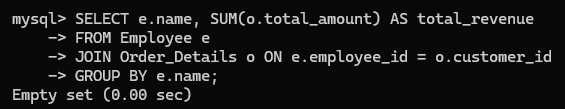 mysql> SELECT e.name, SUM(o.total_amount) AS total_revenue
    -> FROM Employee e
    -> JOIN Order_Details o ON e.employee_id = o.customer_id
    -> GROUP BY e.name;
Empty set (0.00 sec)